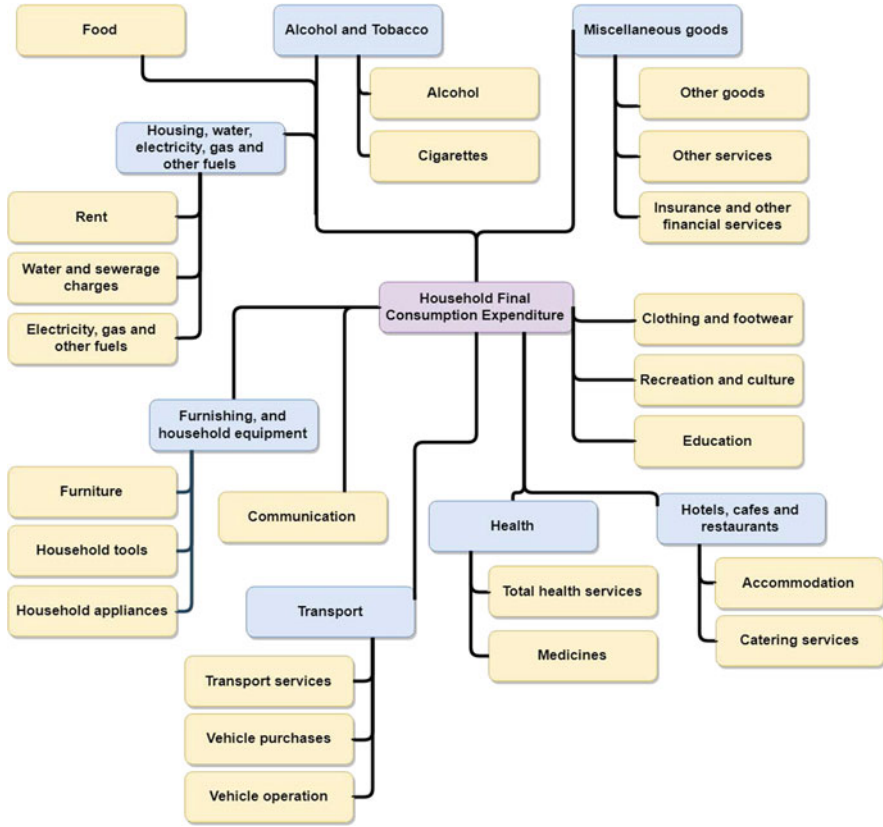 Food
Alcohol and Tobacco
Miscellaneous goods
Alcohol
Other goods
Housing, water,
electricity, gas and
other fuels
Cigarettes
Other services
Rent
Insurance and other
financial services
Water and sewerage
charges
Household Final
Consumption Expenditure
Clothing and footwear
Electricity, gas and
other fuels
Recreation and culture
Furnishing, and
household equipment
Education
Furniture
Communication
Health
Hotels, cafes and
restaurants
Household tools
Total health services
Accommodation
Household appliances
Transport
Medicines
Catering services
Transport services
Vehicle purchases
Vehicle operation